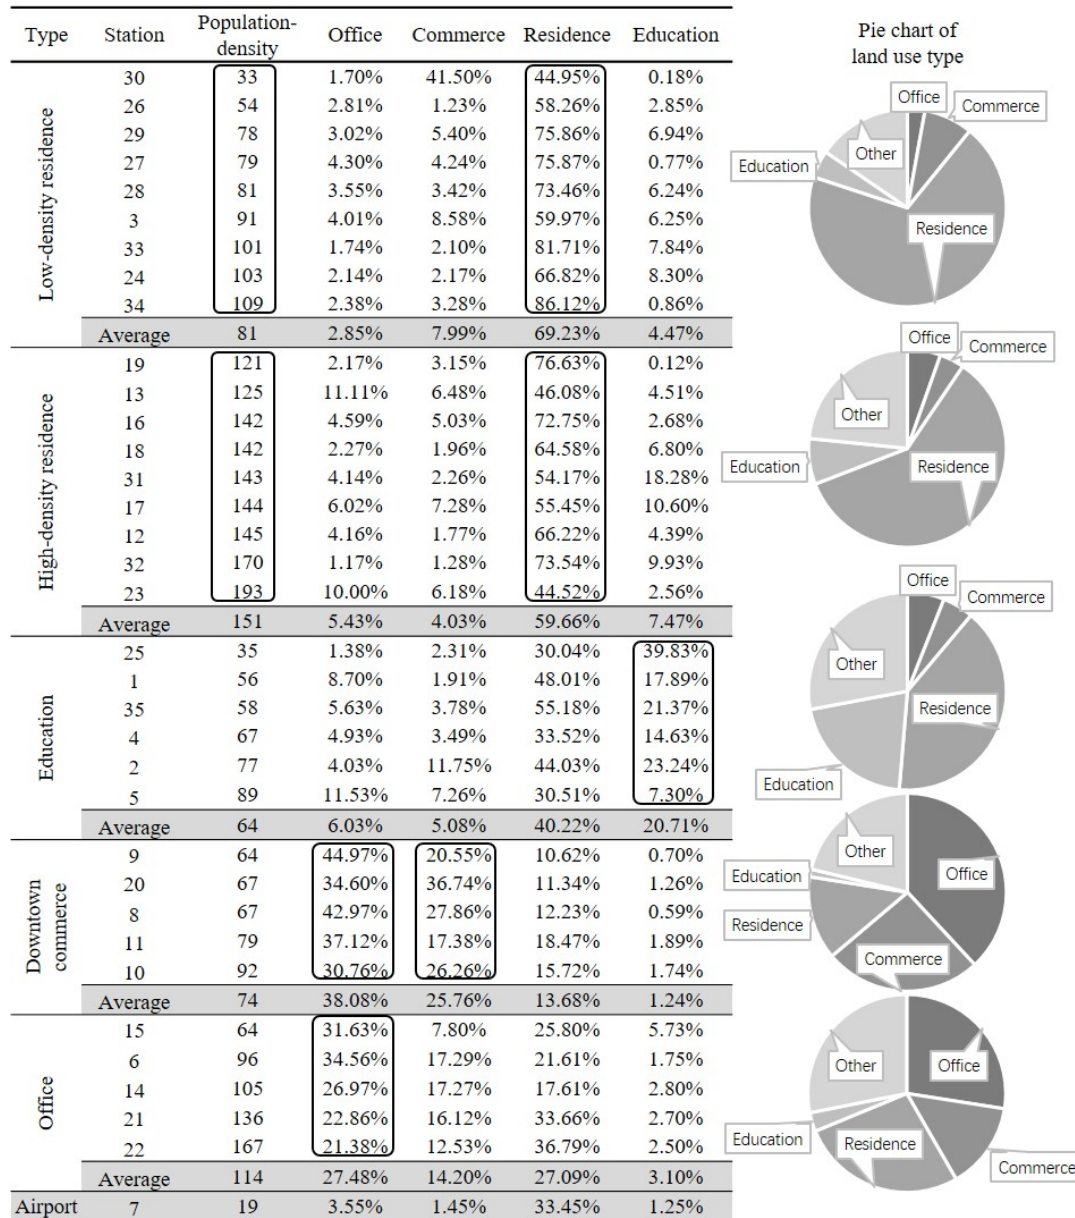 Type Station Population-density Office Commerce Residence Education
Low-density residence
30 33 1.70% 41.50% 44.95% 0.18%
26 54 2.81% 1.23% 58.26% 2.85%
29 78 3.02% 5.40% 75.86% 6.94%
27 79 4.30% 4.24% 75.87% 0.77%
28 81 3.55% 3.42% 73.46% 6.24%
3 91 4.01% 8.58% 59.97% 6.25%
33 101 1.74% 2.10% 81.71% 7.84%
24 103 2.14% 2.17% 66.82% 8.30%
34 109 2.38% 3.28% 86.12% 0.86%
Average 81 2.85% 7.99% 69.23% 4.47%
High-density residence
19 121 2.17% 3.15% 76.63% 0.12%
13 125 11.11% 6.48% 46.08% 4.51%
16 142 4.59% 5.03% 72.75% 2.68%
18 142 2.27% 1.96% 64.58% 6.80%
31 143 4.14% 2.26% 54.17% 18.28%
17 144 6.02% 7.28% 55.45% 10.60%
12 145 4.16% 1.77% 66.22% 4.39%
32 170 1.17% 1.28% 73.54% 9.93%
23 193 10.00% 6.18% 44.52% 2.56%
Average 151 5.43% 4.03% 59.66% 7.47%
Education
25 35 1.38% 2.31% 30.04% 39.83%
1 56 8.70% 1.91% 48.01% 17.89%
35 58 5.63% 3.78% 55.18% 21.37%
4 67 4.93% 3.49% 33.52% 14.63%
2 77 4.03% 11.75% 44.03% 23.24%
5 89 11.53% 7.26% 30.51% 7.30%
Average 64 6.03% 5.08% 40.22% 20.71%
Downtown
commerce
9 64 44.97% 20.55% 10.62% 0.70%
20 67 34.60% 36.74% 11.34% 1.26%
8 67 42.97% 27.86% 12.23% 0.59%
11 79 37.12% 17.38% 18.47% 1.89%
10 92 30.76% 26.26% 15.72% 1.74%
Average 74 38.08% 25.76% 13.68% 1.24%
Office
15 64 31.63% 7.80% 25.80% 5.73%
6 96 34.56% 17.29% 21.61% 1.75%
14 105 26.97% 17.27% 17.61% 2.80%
21 136 22.86% 16.12% 33.66% 2.70%
22 167 21.38% 12.53% 36.79% 2.50%
Average 114 27.48% 14.20% 27.09% 3.10%
Airport 7 19 3.55% 1.45% 33.45% 1.25%
Pie chart of
land use type
Office
Commerce
Other
Education
Residence
Office
Commerce
Other
Education
Residence
Office
Commerce
Other
Residence
Education
Other
Office
Education
Residence
Commerce
Other
Office
Education
Residence
Commerce